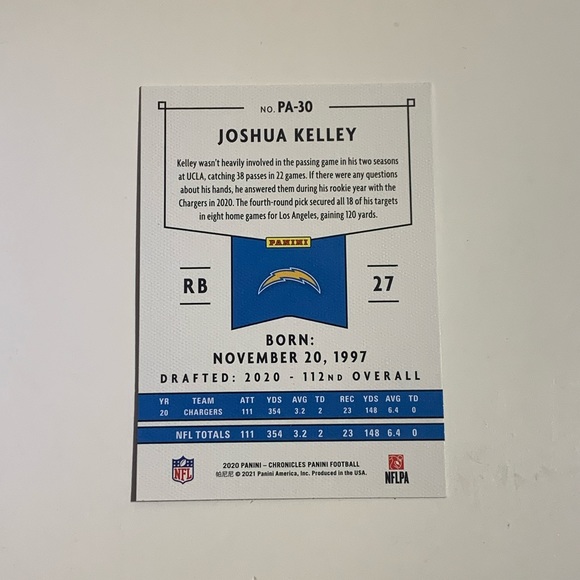 NO. PA-30
JOSHUA KELLEY
Kelley wasn't heavily involved in the passing game in his two seasons
at UCLA, catching 38 passes in 22 games. If there were any questions
about his hands, he answered them during his rookie year with the
Chargers in 2020. The fourth-round pick secured all 18 of his targets
in eight home games for Los Angeles, gaining 120 yards.
PANINI
RB
27
BORN:
NOVEMBER 20, 1997
DRAFTED: 2020 - 112ND OVERALL
YR TEAM ATT YDS AVG TD REC YDS AVG TD
20 CHARGERS 111 354 3.2 2 23 148 6.4 0
NFL TOTALS 111 354 3.2 2 23 148 6.4 0
NFL
2020 PANINI – CHRONICLES PANINI FOOTBALL
帕尼尼 © 2021 Panini America, Inc. Produced in the USA.
NFLPA